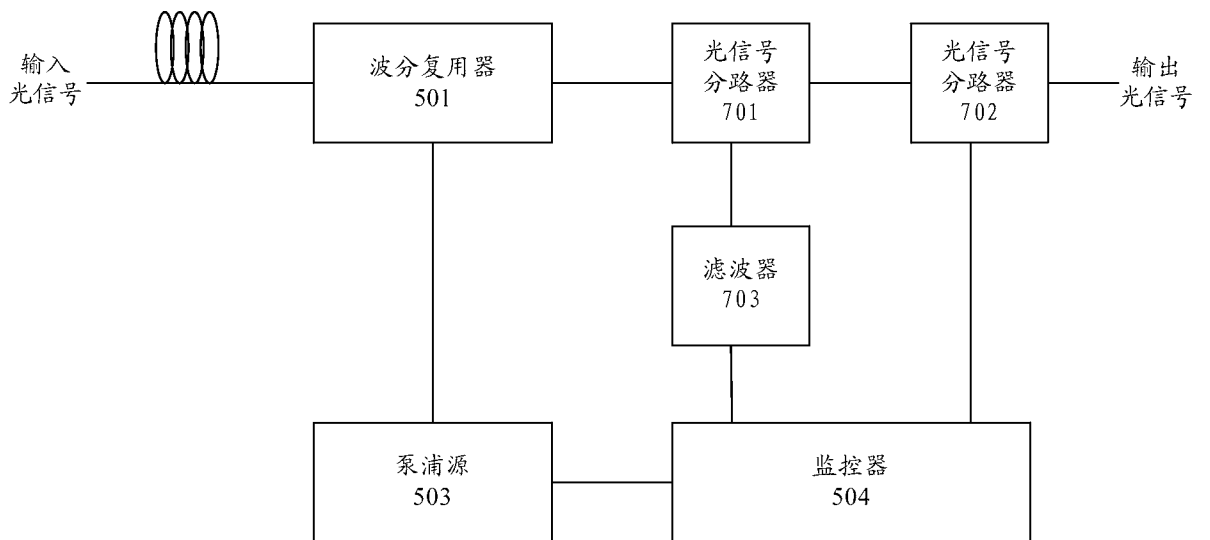 输入
光信号
波分复用器
501
光信号
分路器
701
光信号
分路器
702
输出
光信号
滤波器
703
泵浦源
503
监控器
504